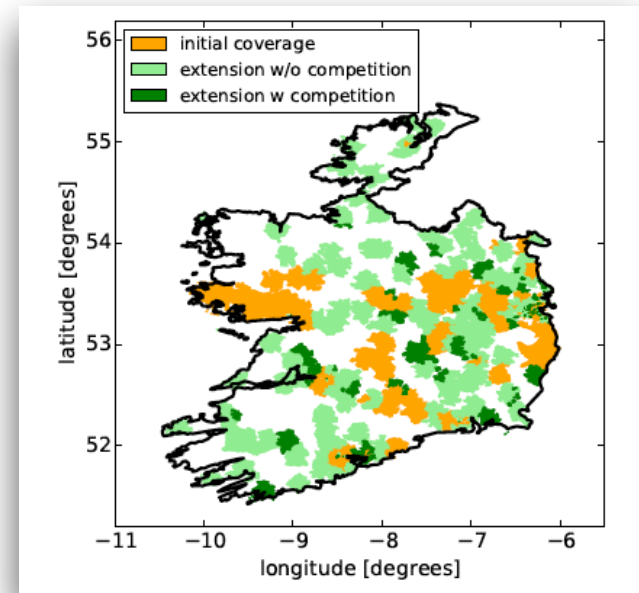 initial coverage
extension w/o competition
extension w competition
56
55
54
53
52
latitude [degrees]
−11 −10 −9 −8 −7 −6
longitude [degrees]